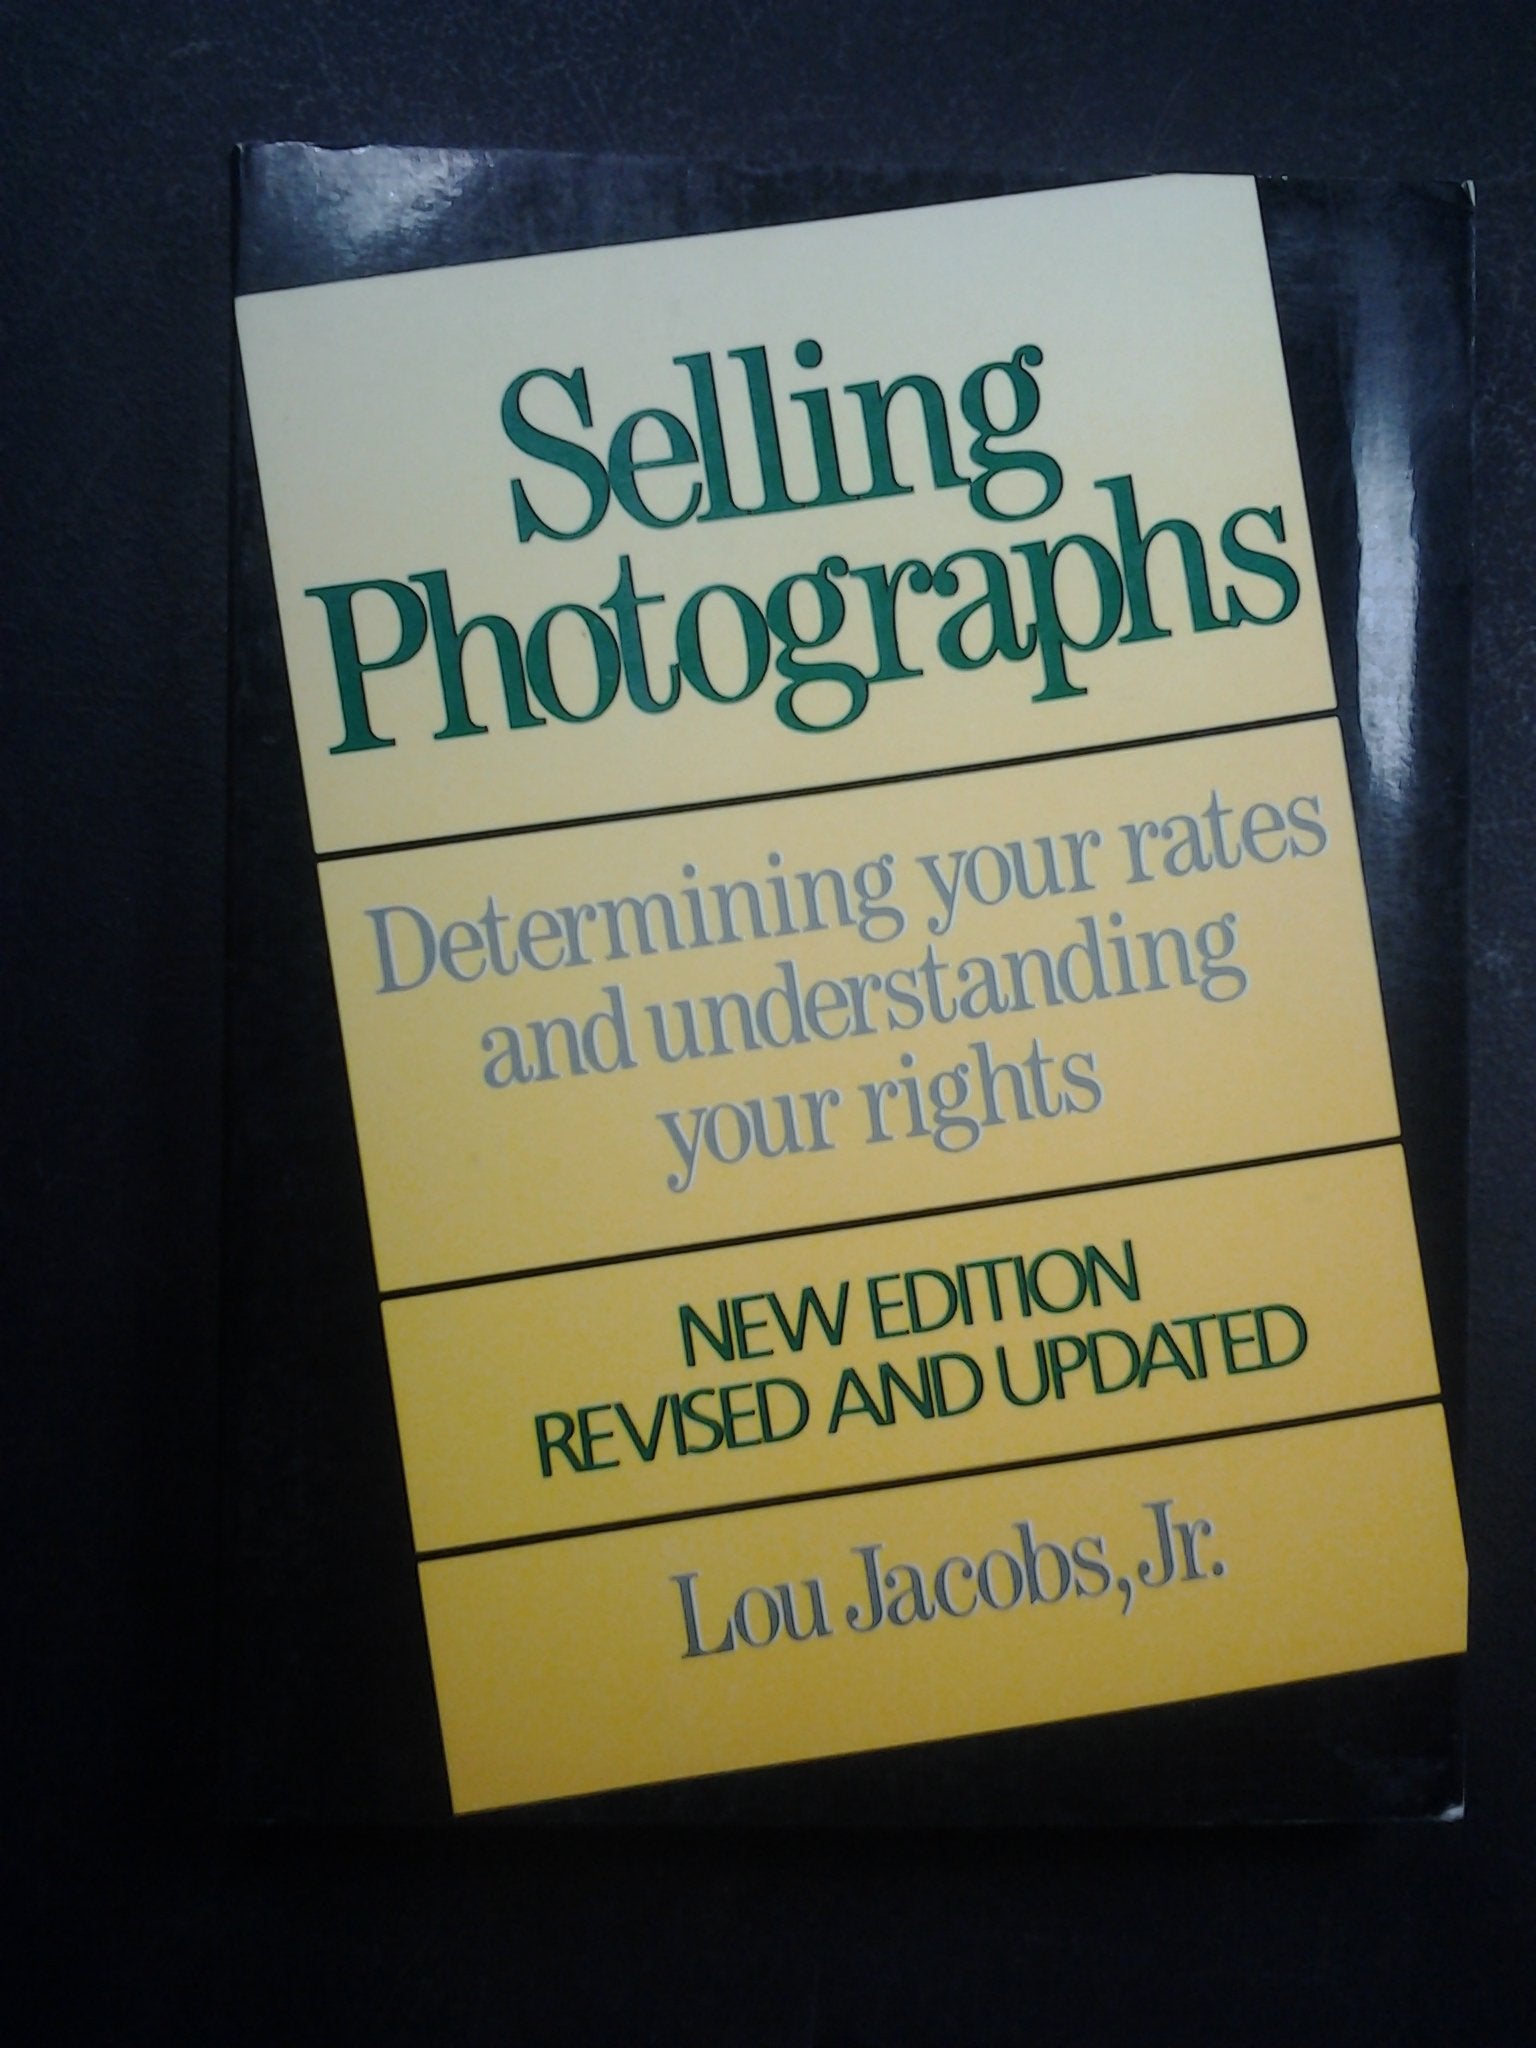 Selling
Photographs
Determining your rates
and understanding
your rights
NEW EDITION
REVISED AND UPDATED
Lou Jacobs, Jr.